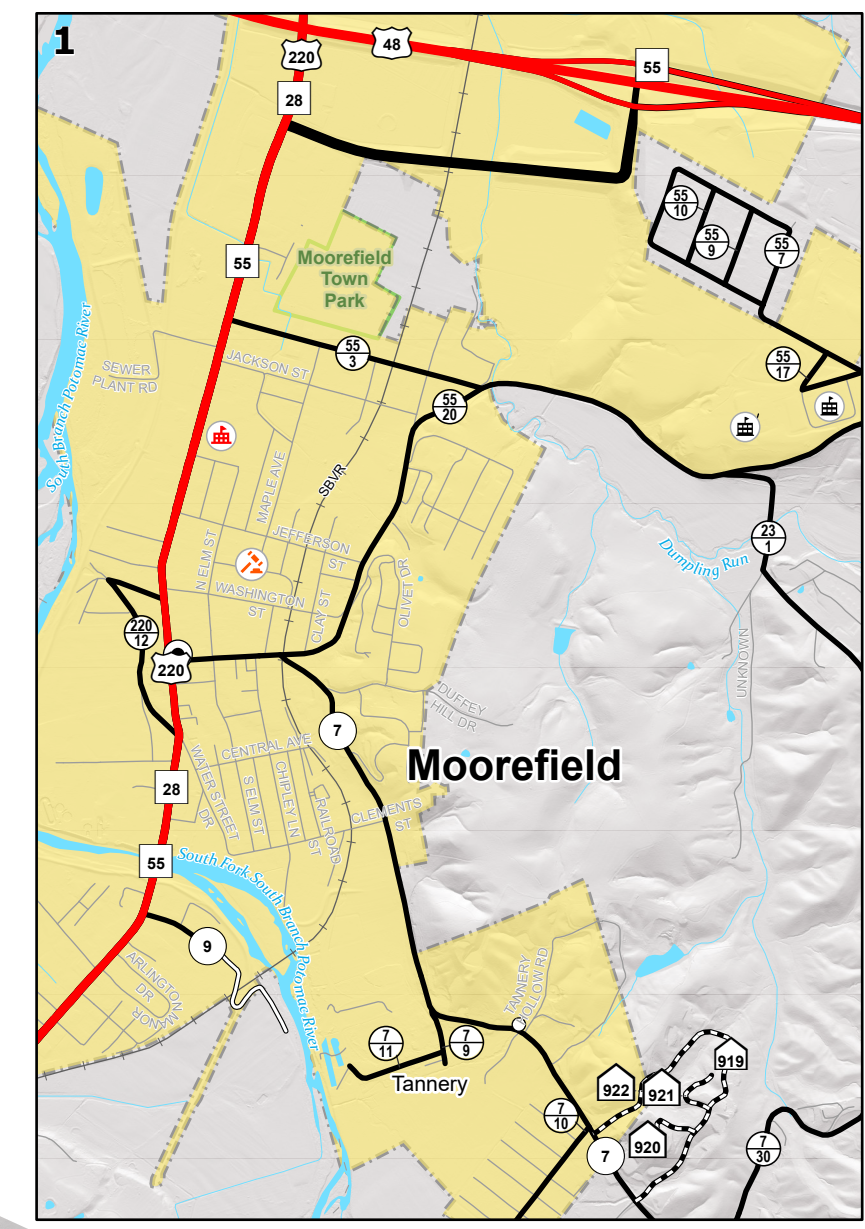 1
220
48
55
28
55
10
55
9
55
7
55
Moorefield
Town
Park
South Branch Potomac River
SEWER
PLANT RD
JACKSON ST
55
3
55
17
55
20
MAPLE AVE
SBVR
N ELM ST
JEFFERSON
ST
WASHINGTON
ST
CLAY ST
OLIVET DR
23
1
Dumpling Run
220
12
220
UNKNOWN
DUFFEY
HILL DR
7
CENTRAL AVE
Moorefield
28
WATER STREET
DR
S ELM ST
CHIPLEY LN
RAILROAD
ST
CLEMENTS
ST
55
South Fork South Branch Potomac River
9
ARLINGTON
DR
MANOR
TANNERY
HOLLOW RD
7
11
7
9
Tannery
922
921
919
7
10
920
7
7
30